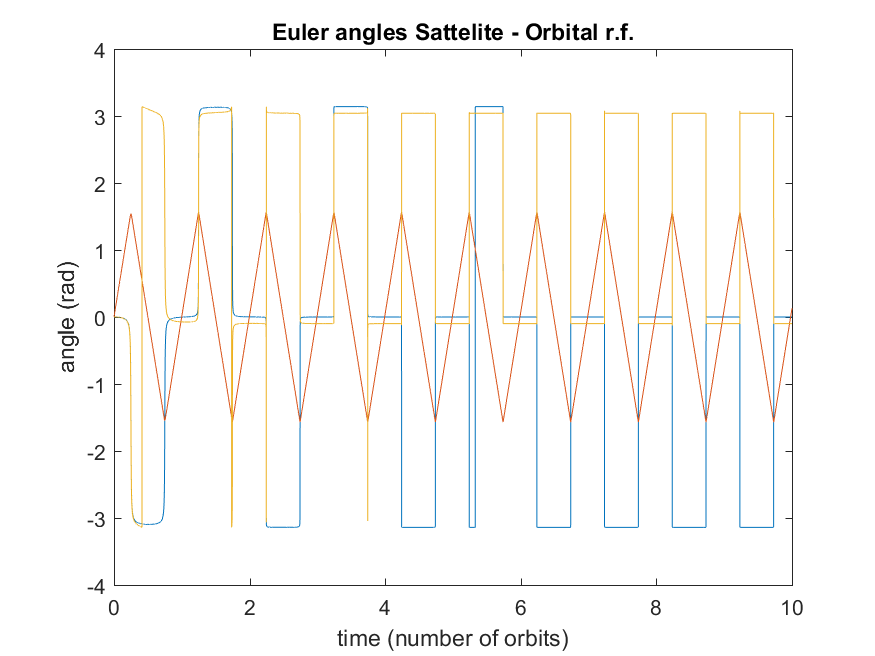 Euler angles Sattelite - Orbital r.f.
4
3
2
1
0
-1
-2
-3
-4
angle (rad)
0 2 4 6 8 10
time (number of orbits)